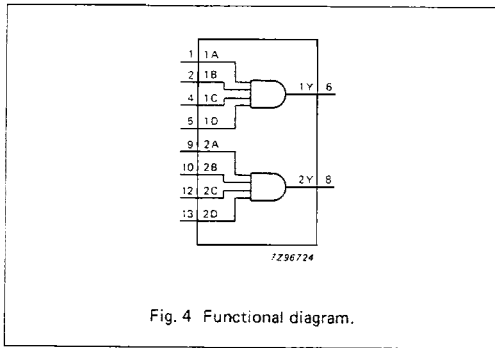 1 1A
2 1B
4 1C
5 1D
1Y 6
9 2A
10 2B
12 2C
13 2D
2Y 8
7Z96724
Fig. 4 Functional diagram.